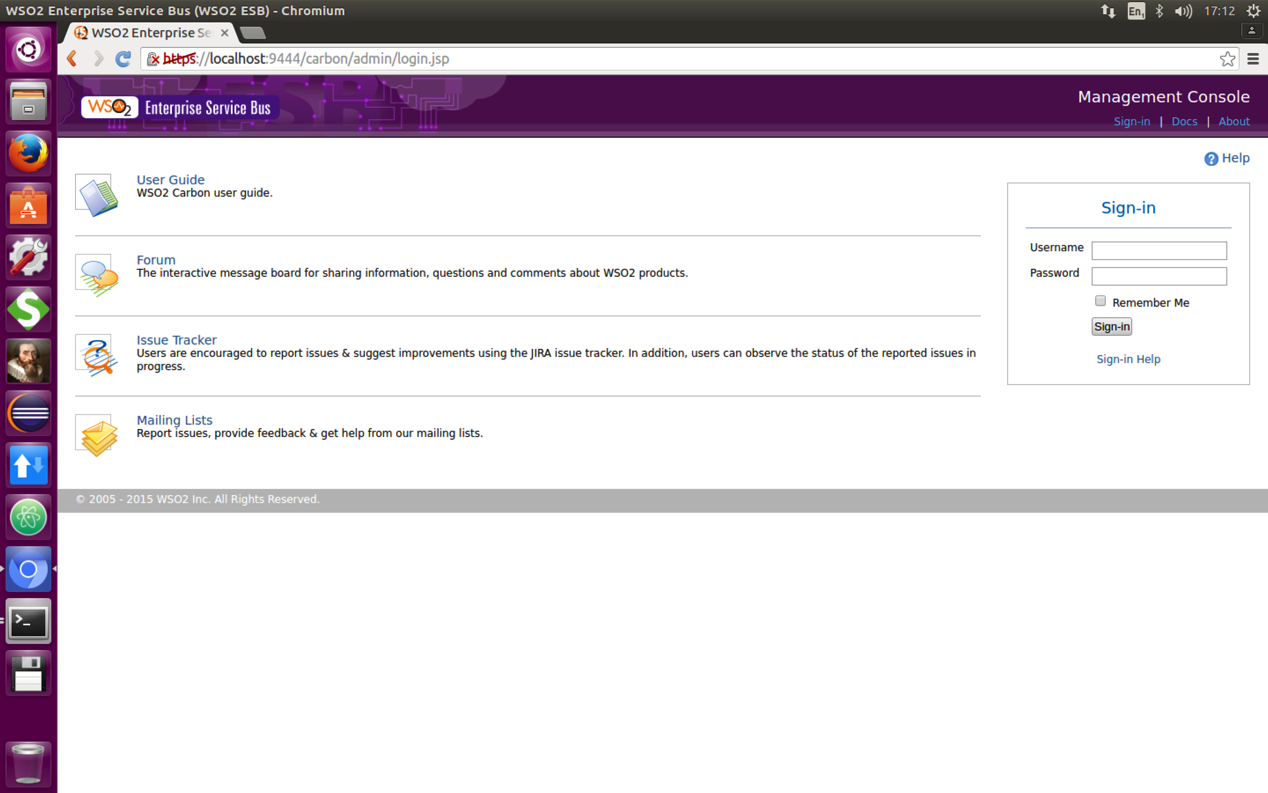 WSO2 Enterprise Service Bus (WSO2 ESB) - Chromium
En1
17:12
WSO2 Enterprise Se
https://localhost:9444/carbon/admin/login.jsp
WSO2 Enterprise Service Bus
ESB
Management Console
Sign-in | Docs | About
Help
User Guide
WSO2 Carbon user guide.
Forum
The interactive message board for sharing information, questions and comments about WSO2 products.
Issue Tracker
Users are encouraged to report issues & suggest improvements using the JIRA issue tracker. In addition, users can observe the status of the reported issues in
progress.
Mailing Lists
Report issues, provide feedback & get help from our mailing lists.
Sign-in
Username
Password
Remember Me
Sign-in
Sign-in Help
© 2005 - 2015 WSO2 Inc. All Rights Reserved.